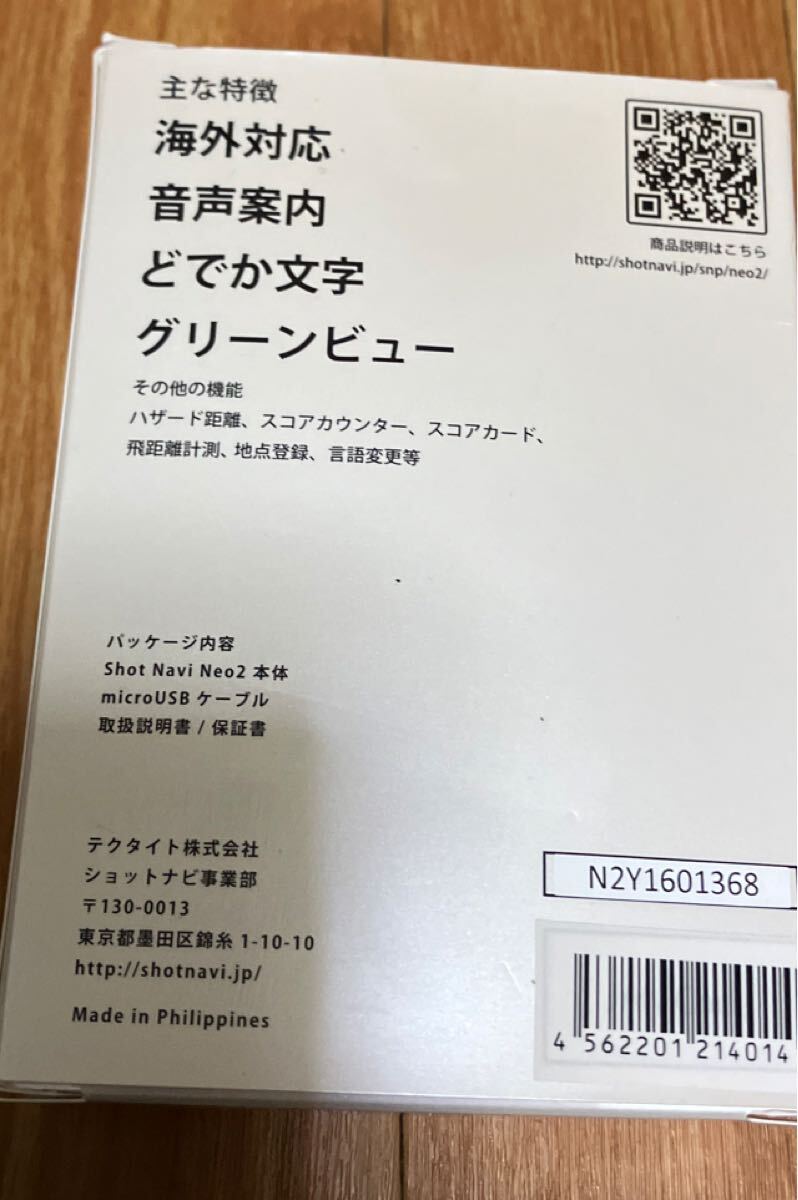 主な特徴
海外対応
音声案内
どでか文字
グリーンビュー
商品説明はこちら
http://shotnavi.jp/snp/neo2/
その他の機能
ハザード距離、スコアカウンター、スコアカード、
飛距離計測、地点登録、言語変更等
パッケージ内容
Shot Navi Neo2 本体
microUSB ケーブル
取扱説明書 / 保証書
テクタイト株式会社
ショットナビ事業部
〒130-0013
東京都墨田区錦糸 1-10-10
http://shotnavi.jp/
Made in Philippines
N2Y1601368
4 562201 214014